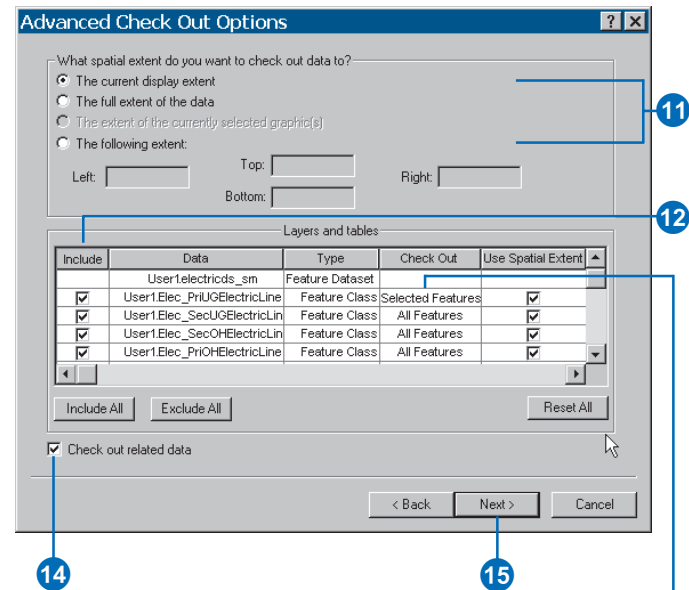 Advanced Check Out Options
What spatial extent do you want to check out data to?
The current display extent
The full extent of the data
The extent of the currently selected graphic(s)
The following extent:
Left: Top: Right:
Bottom:
11
12
Layers and tables
Include Data Type Check Out Use Spatial Extent
User1.electricds_sm Feature Dataset
User1.Elec_PriUGElectricLine Feature Class Selected Features
User1.Elec_SecUGElectricLin Feature Class All Features
User1.Elec_SecOHElectricLin Feature Class All Features
User1.Elec_PriOHElectricLine Feature Class All Features
Include All Exclude All Reset All
Check out related data
< Back Next > Cancel
14 15